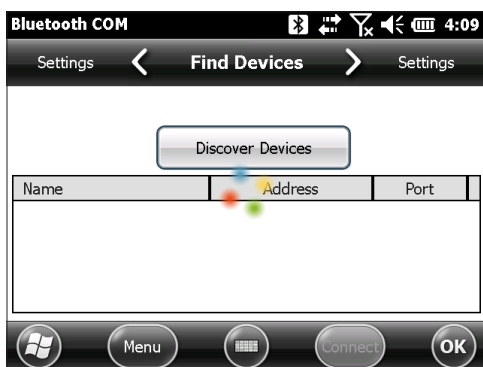 Bluetooth COM 4:09
Settings Find Devices Settings
Discover Devices
Name Address Port
Menu Connect OK